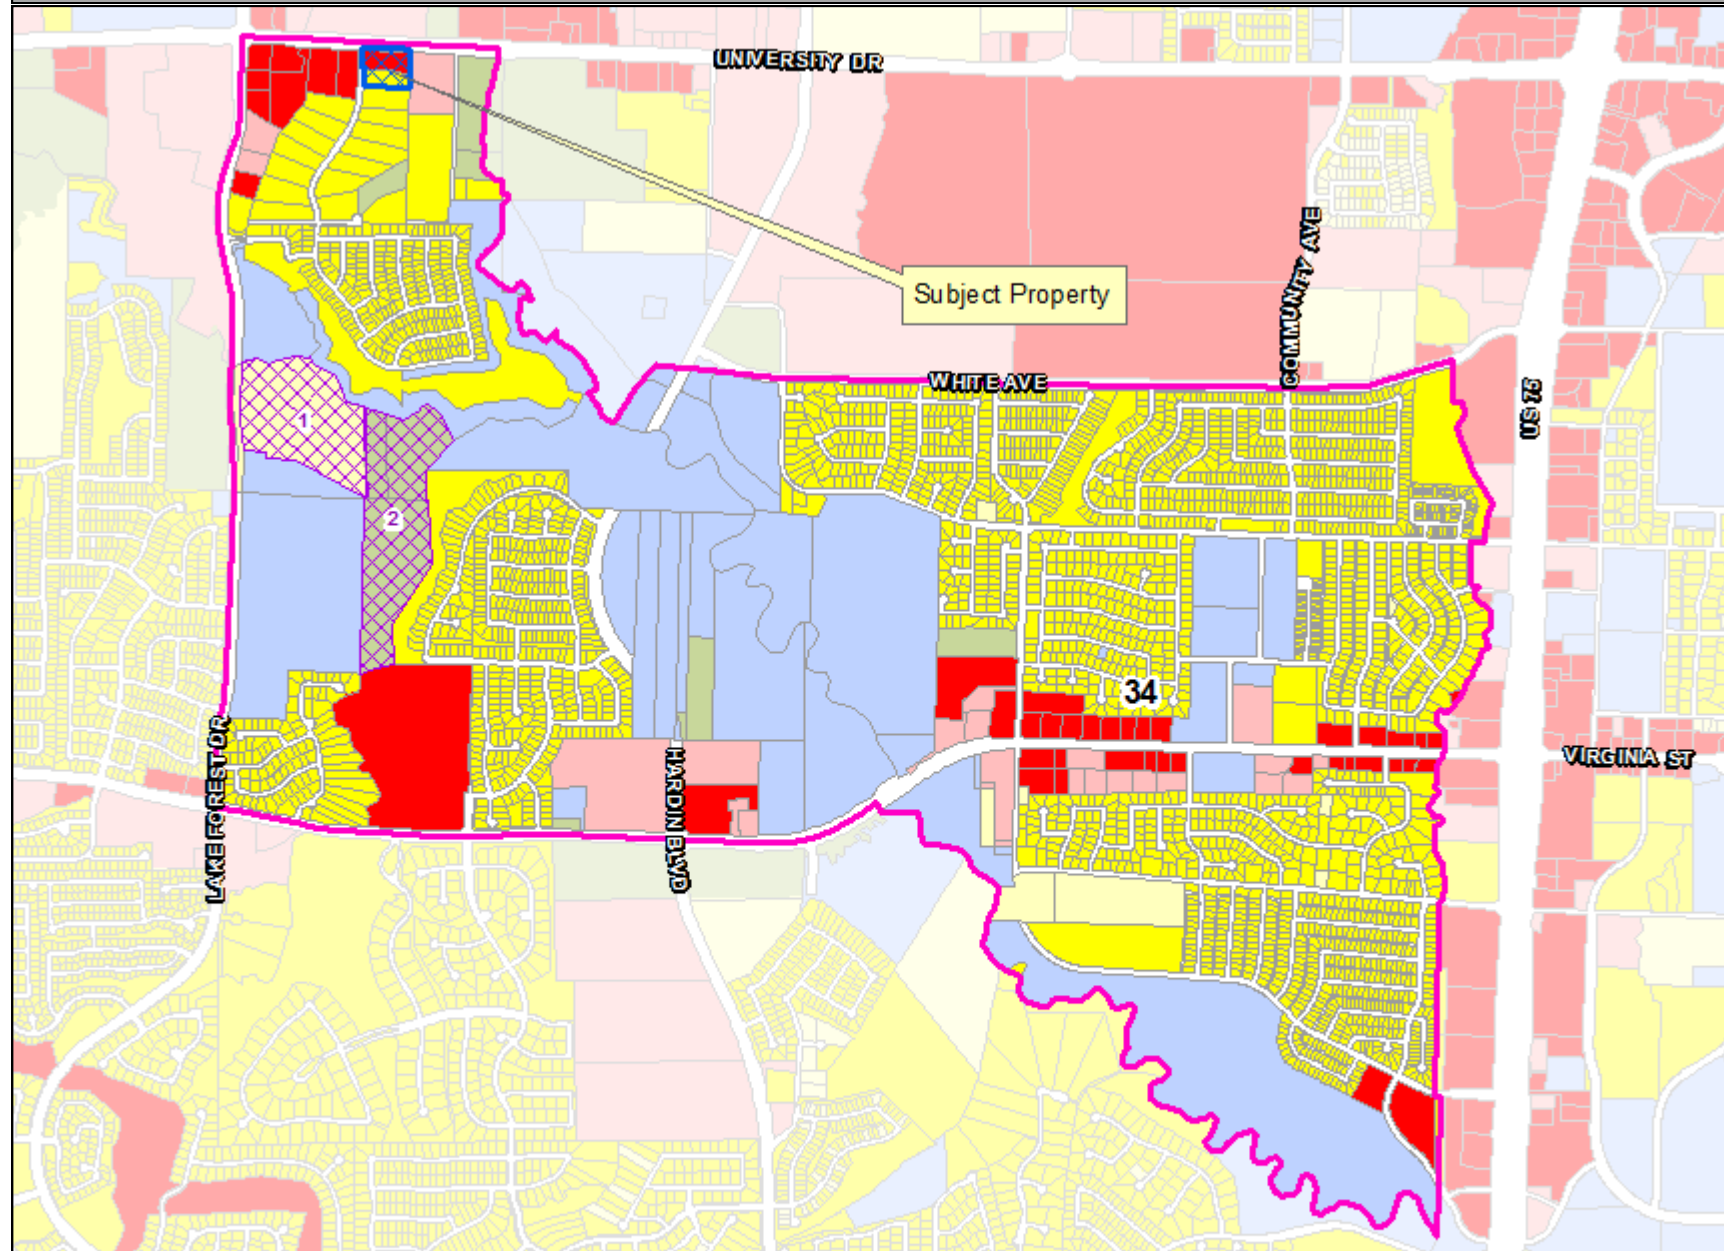 UNIVERSITY DR
COMMUNITY AVE
Subject Property
WHITE AVE
US 75
1
2
34
LAKE FOREST DR
HARDIN BLVD
VIRGINIA ST